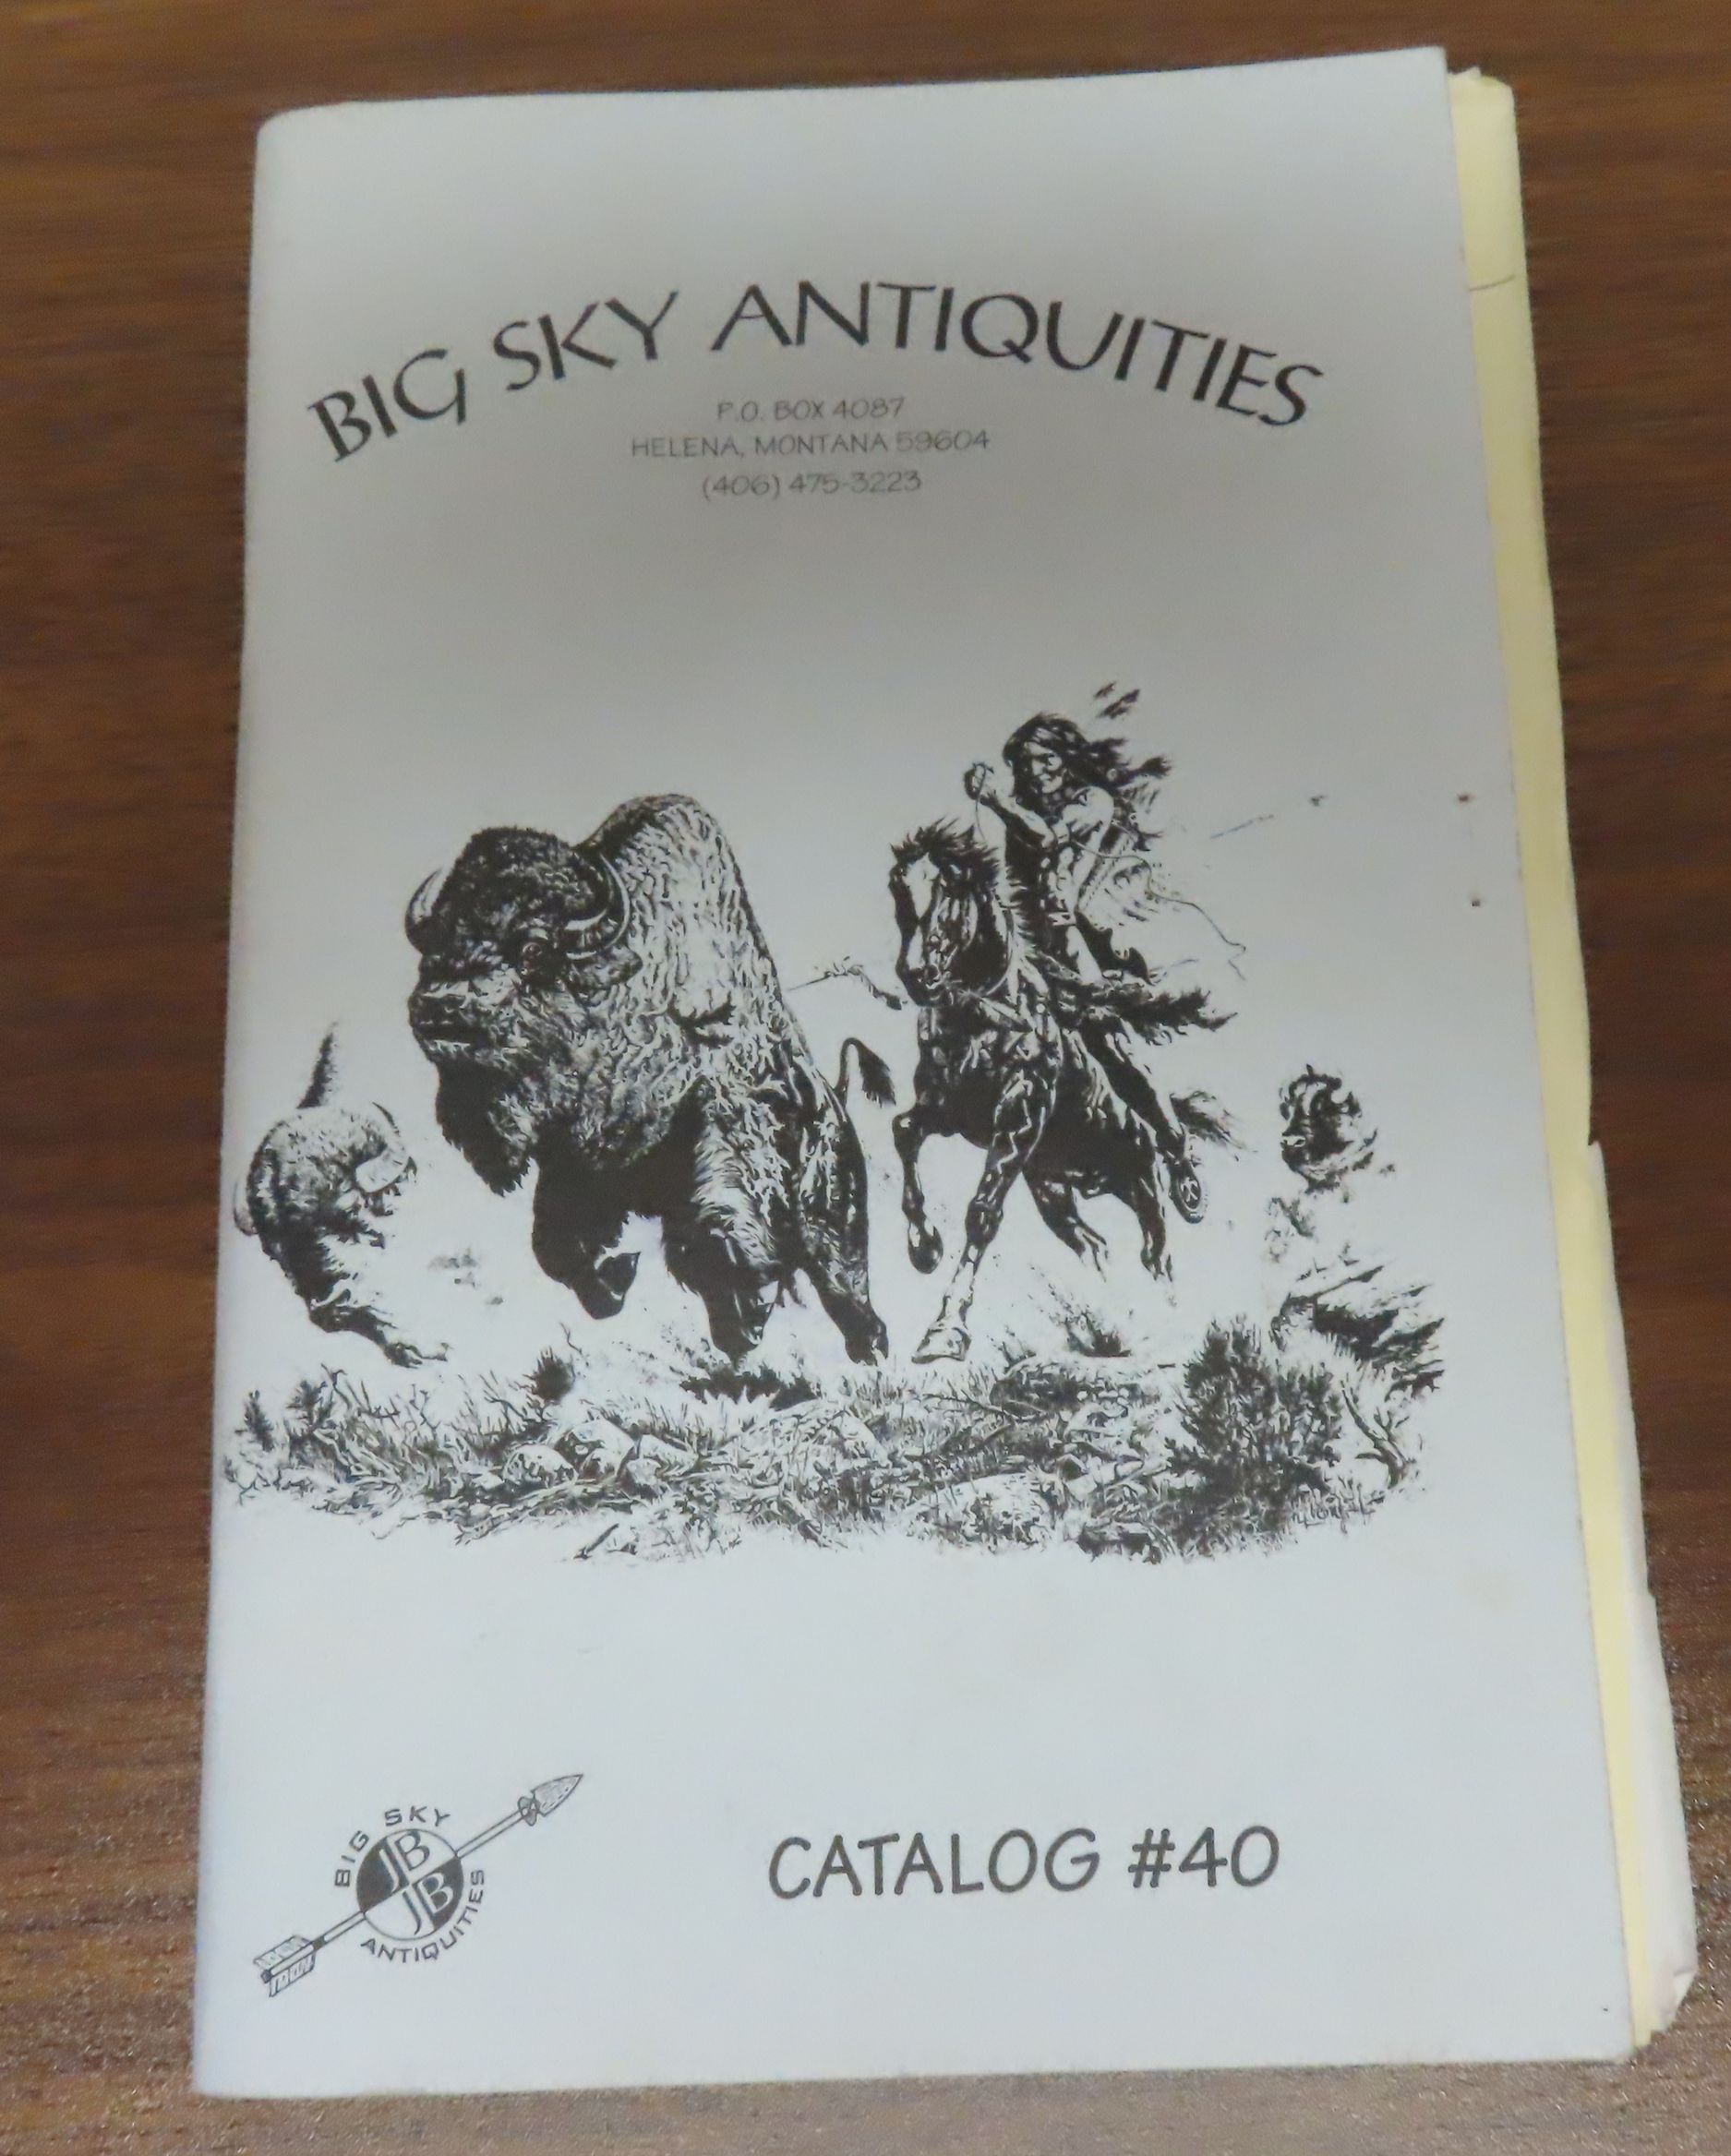 BIG SKY ANTIQUITIES
P.O. BOX 4087
HELENA, MONTANA 59604
(406) 475-3223
BIG SKY
JB
JB
ANTIQUITIES
CATALOG #40